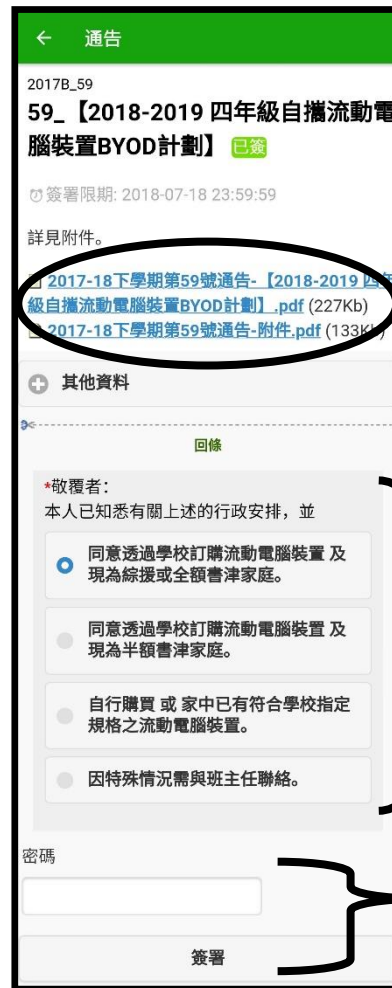 通告
2017B_59
59_【2018-2019 四年級自攜流動電
腦裝置BYOD計劃】 已簽
簽署限期: 2018-07-18 23:59:59
詳見附件。
2017-18下學期第59號通告-【2018-2019 四年
級自攜流動電腦裝置BYOD計劃】.pdf (227Kb)
2017-18下學期第59號通告-附件.pdf (133Kb)
其他資料
回條
*敬覆者：
本人已知悉有關上述的行政安排，並
同意透過學校訂購流動電腦裝置 及
現為綜援或全額書津家庭。
同意透過學校訂購流動電腦裝置 及
現為半額書津家庭。
自行購買 或 家中已有符合學校指定
規格之流動電腦裝置。
因特殊情況需與班主任聯絡。
密碼
簽署